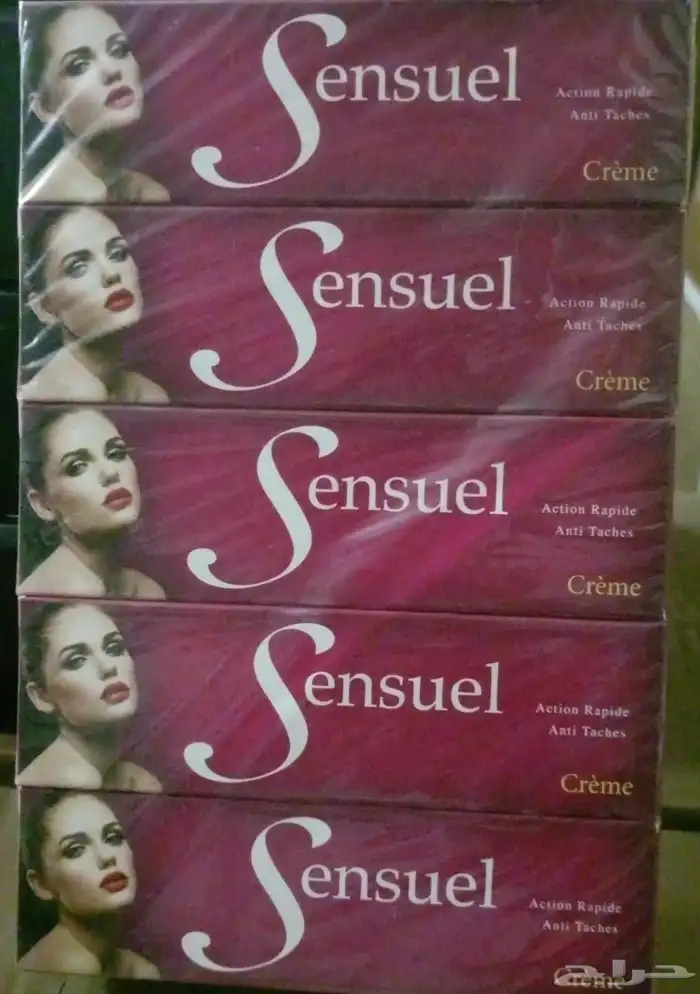 Sensuel
Action Rapide
Anti Taches
Crème
Sensuel
Action Rapide
Anti Taches
Crème
Sensuel
Action Rapide
Anti Taches
Crème
Sensuel
Action Rapide
Anti Taches
Crème
Sensuel
Action Rapide
Anti Taches
Crème
حراج